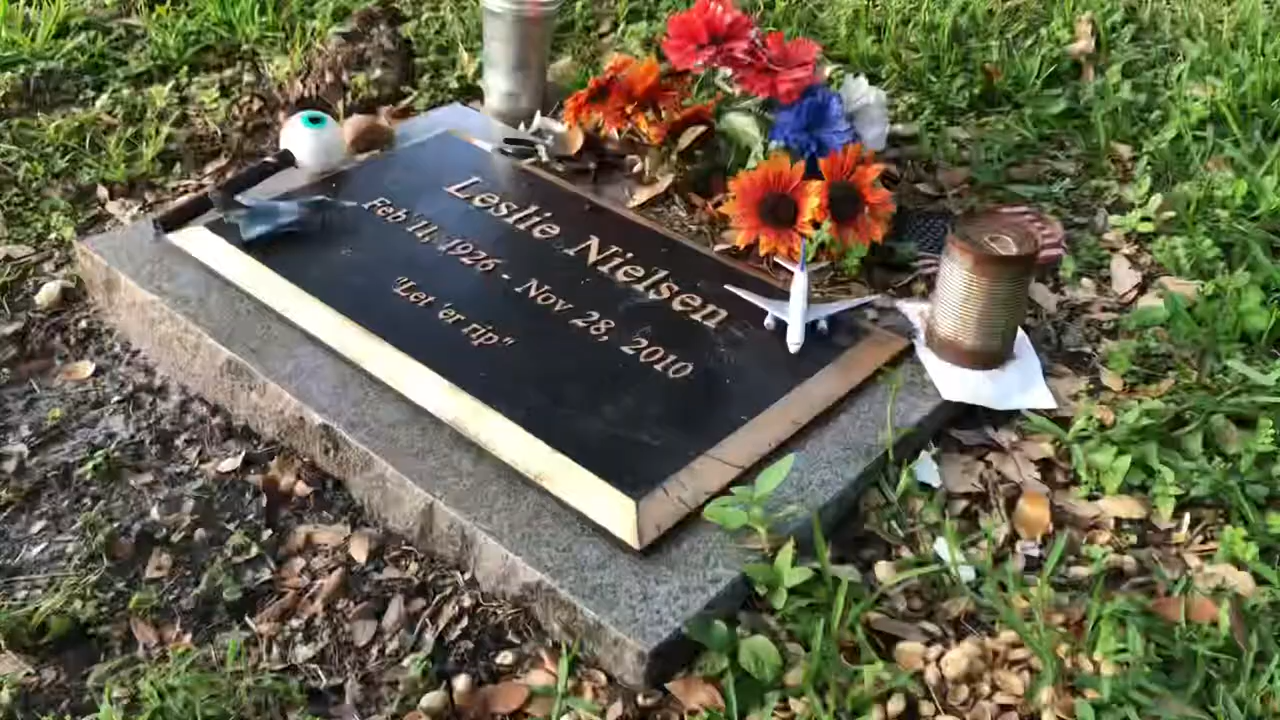 Leslie Nielsen
Feb 11, 1926 - Nov 28, 2010
"Let 'er rip"